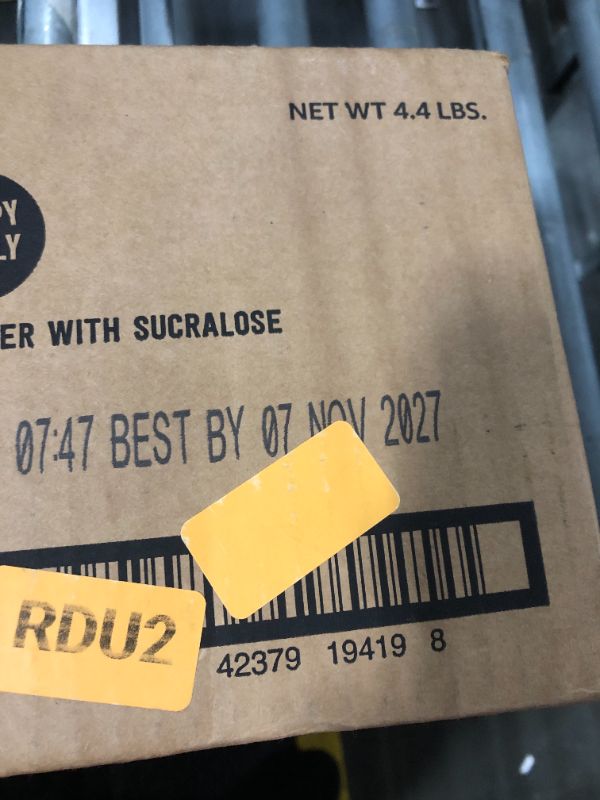 NET WT 4.4 LBS.
PY
LY
ER WITH SUCRALOSE
07:47 BEST BY 07 NOV 2027
RDU2
42379 19419 8